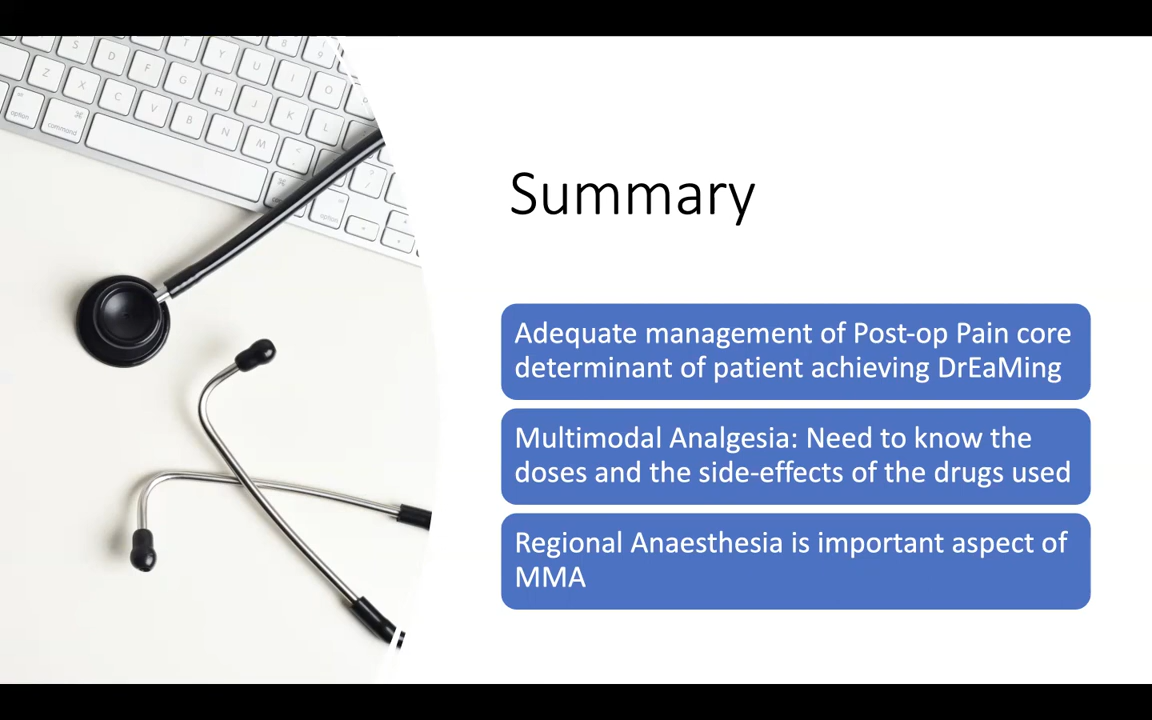 Summary
Adequate management of Post-op Pain core
determinant of patient achieving DrEaMing
Multimodal Analgesia: Need to know the
doses and the side-effects of the drugs used
Regional Anaesthesia is important aspect of
MMA